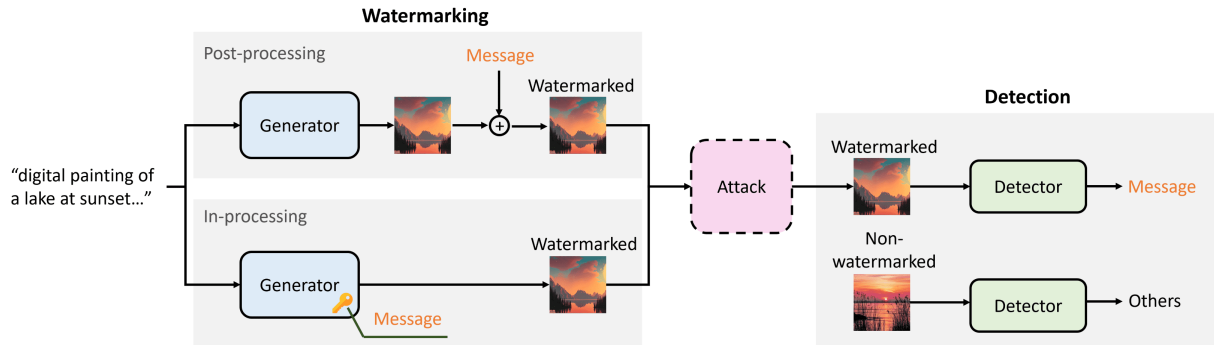 Watermarking
Post-processing
Message
Watermarked
Generator
+
“digital painting of
a lake at sunset…”
In-processing
Watermarked
Generator
Message
Attack
Detection
Watermarked
Detector
Message
Non-
watermarked
Detector
Others